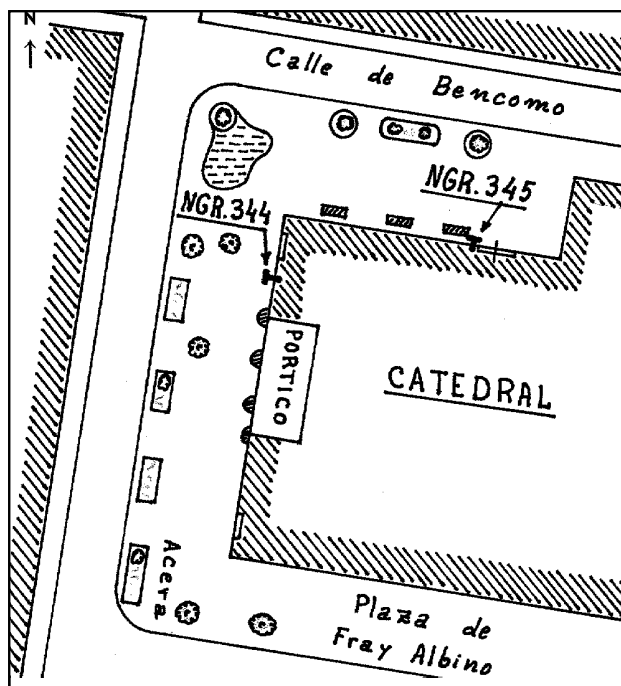 N
Calle de Bencomo
NGR.345
NGR.344
PORTICO
CATEDRAL
Acera
Plaza de
Fray Albino